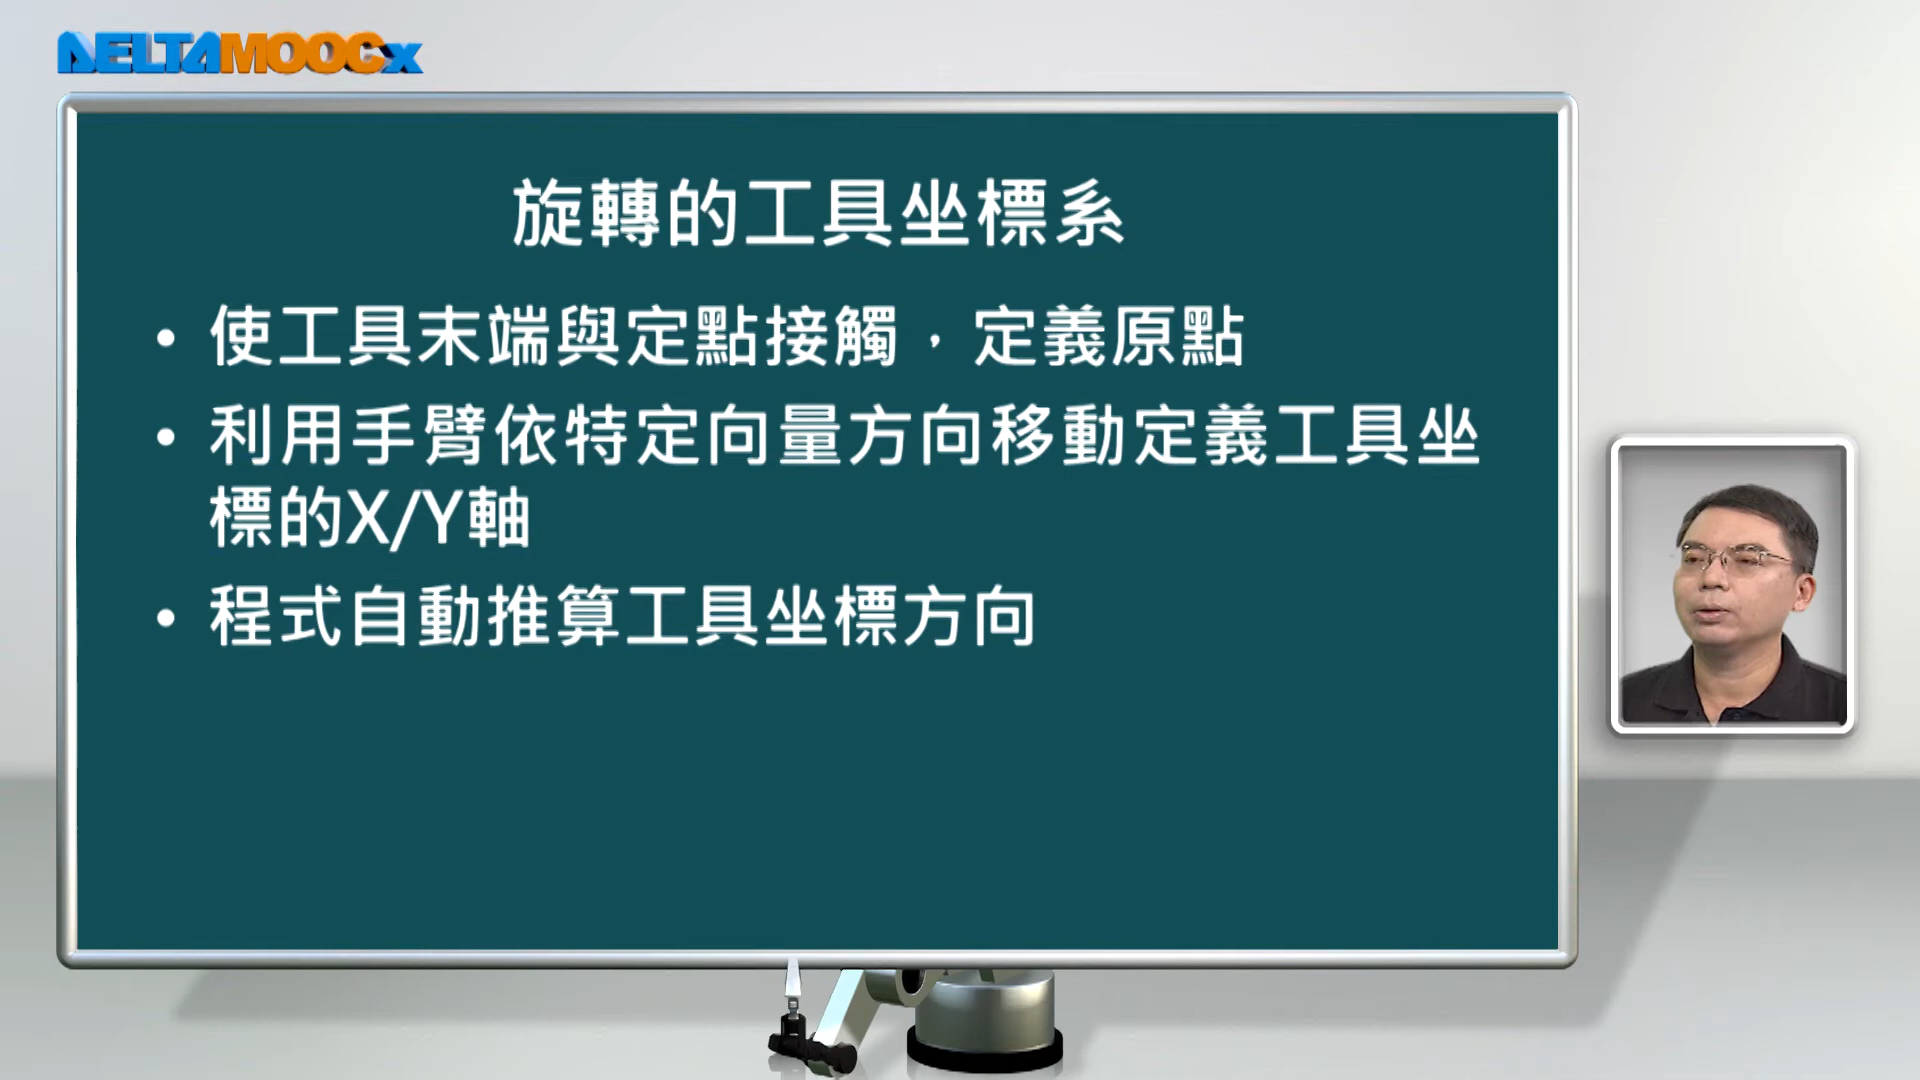 DELTAMOOCx
旋轉的工具坐標系
• 使工具末端與定點接觸，定義原點
• 利用手臂依特定向量方向移動定義工具坐
標的X/Y軸
• 程式自動推算工具坐標方向